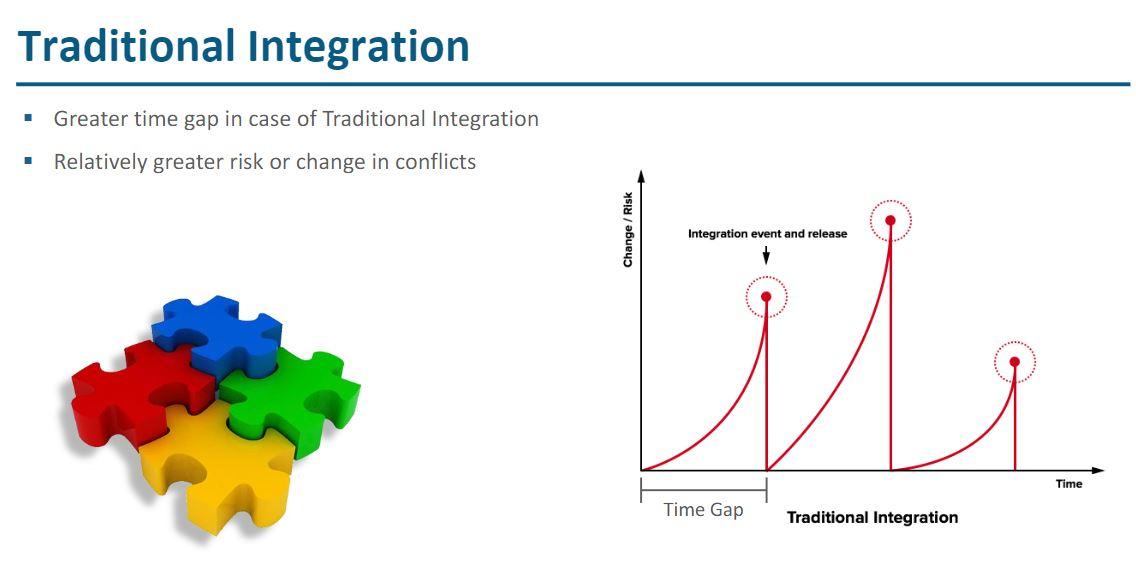 Traditional Integration
▪ Greater time gap in case of Traditional Integration
▪ Relatively greater risk or change in conflicts
Change / Risk
Integration event and release
Time
Time Gap
Traditional Integration